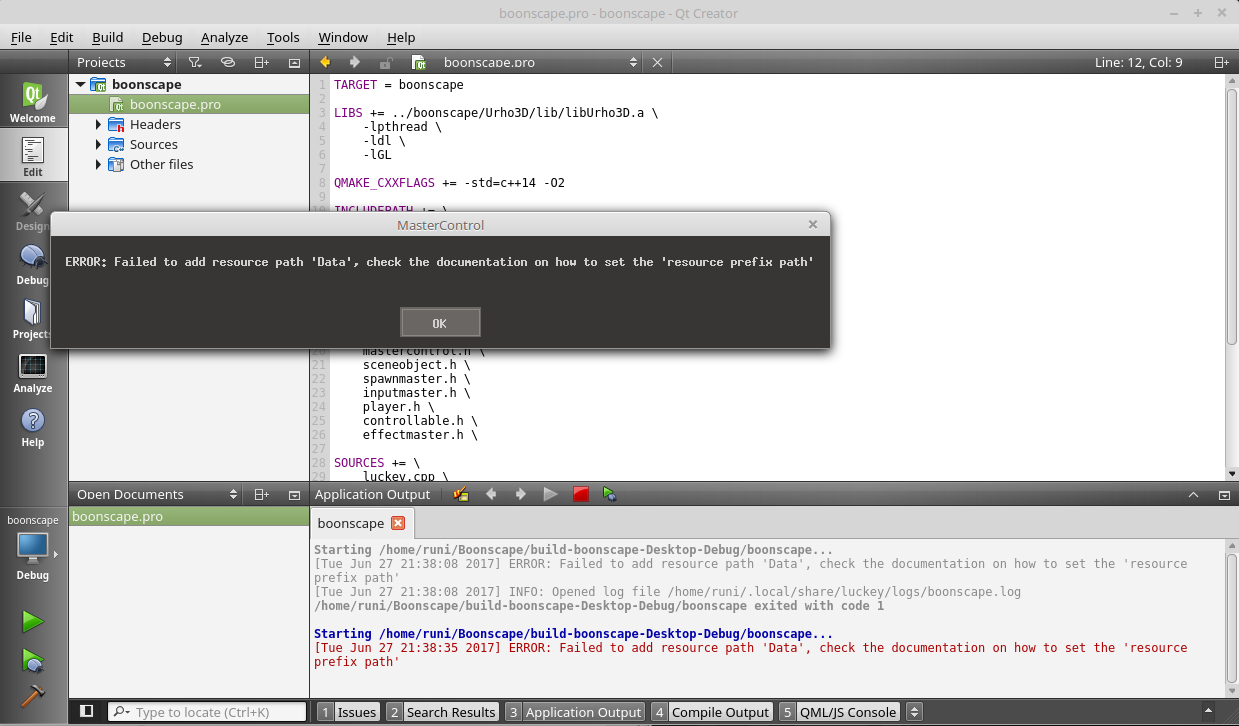 boonscape.pro - boonscape - Qt Creator
File Edit Build Debug Analyze Tools Window Help
Projects
boonscape.pro
Line: 12, Col: 9
Welcome
Edit
Design
Debug
Projects
Analyze
Help
boonscape
boonscape.pro
Headers
Sources
Other files
1 TARGET = boonscape
2
3 LIBS += ../boonscape/Urho3D/lib/libUrho3D.a \
4 -lpthread \
5 -ldl \
6 -lGL
7
8 QMAKE_CXXFLAGS += -std=c++14 -O2
9
10 INCLUDEPATH += \
MasterControl
ERROR: Failed to add resource path 'Data', check the documentation on how to set the 'resource prefix path'
OK
20 mastercontrol.h \
21 sceneobject.h \
22 spawnmaster.h \
23 inputmaster.h \
24 player.h \
25 controllable.h \
26 effectmaster.h \
27
28 SOURCES += \
29 luckey.cpp \
Open Documents
boonscape.pro
boonscape
Debug
Application Output
boonscape
Starting /home/runi/Boonscape/build-boonscape-Desktop-Debug/boonscape...
[Tue Jun 27 21:38:08 2017] ERROR: Failed to add resource path 'Data', check the documentation on how to set the 'resource
prefix path'
[Tue Jun 27 21:38:08 2017] INFO: Opened log file /home/runi/.local/share/luckey/logs/boonscape.log
/home/runi/Boonscape/build-boonscape-Desktop-Debug/boonscape exited with code 1
Starting /home/runi/Boonscape/build-boonscape-Desktop-Debug/boonscape...
[Tue Jun 27 21:38:35 2017] ERROR: Failed to add resource path 'Data', check the documentation on how to set the 'resource
prefix path'
Type to locate (Ctrl+K)
1 Issues 2 Search Results 3 Application Output 4 Compile Output 5 QML/JS Console